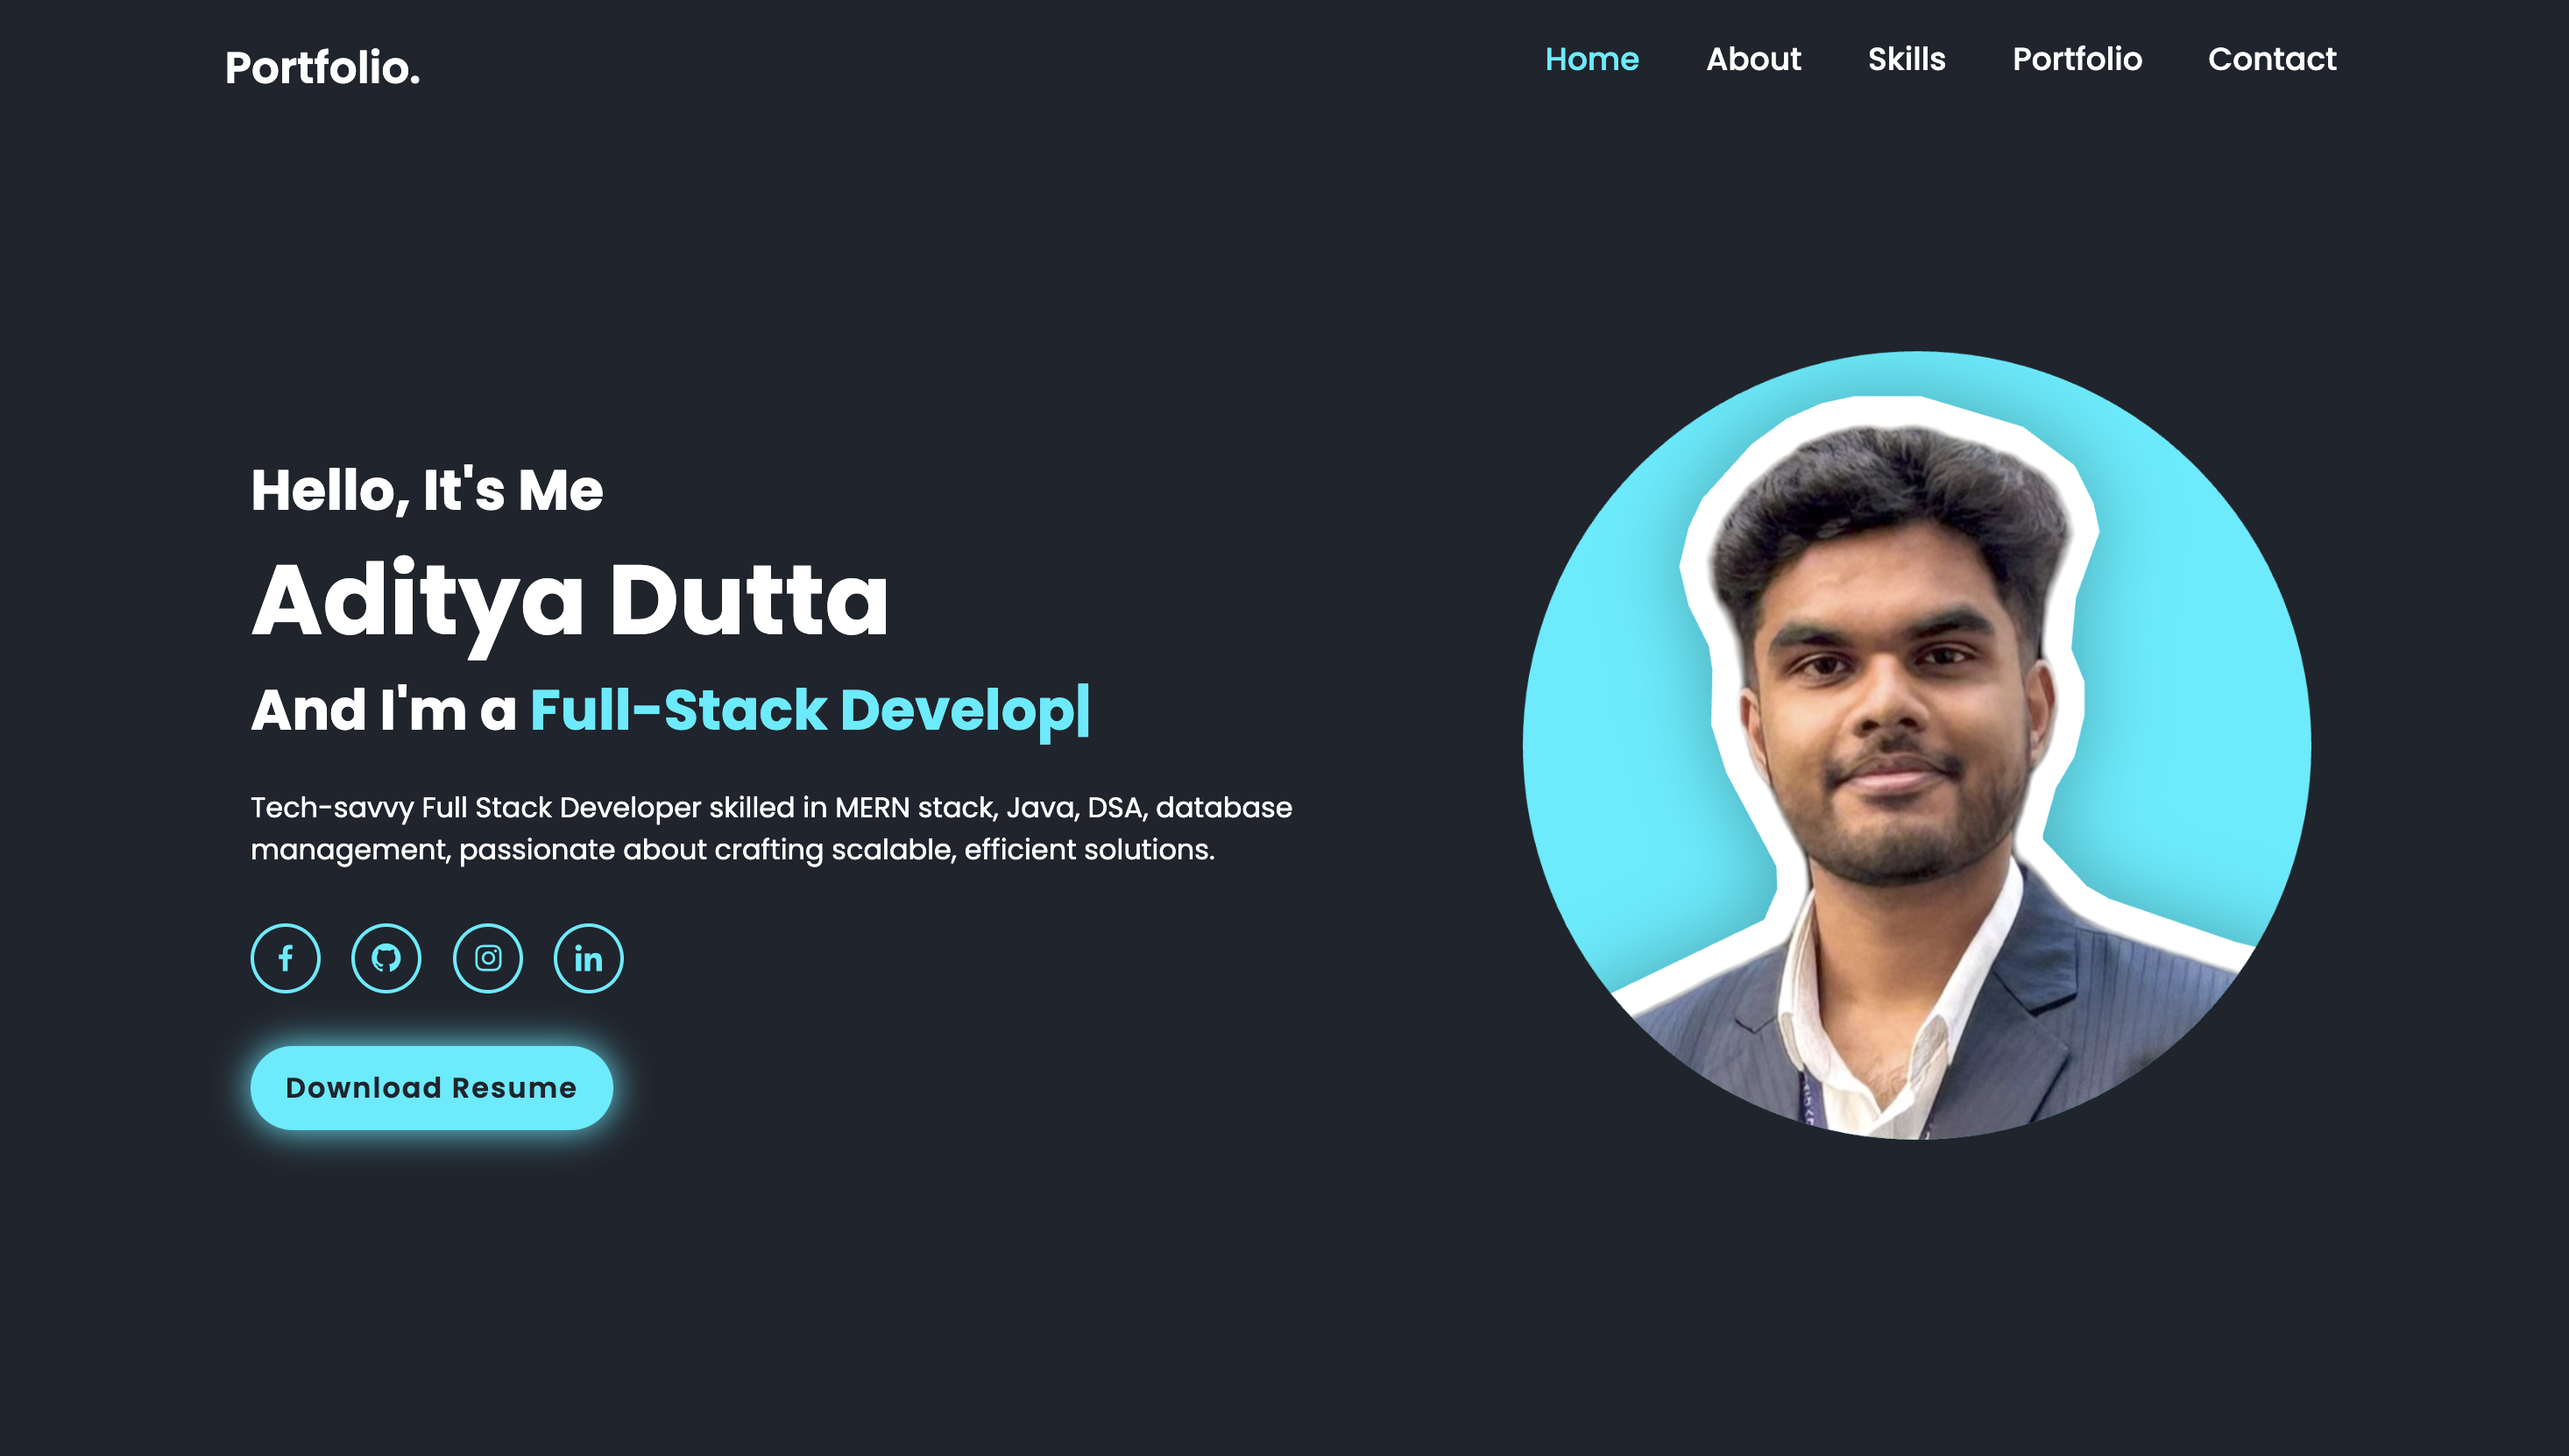 Portfolio.
Home About Skills Portfolio Contact
Hello, It's Me
Aditya Dutta
And I'm a Full-Stack Develop|
Tech-savvy Full Stack Developer skilled in MERN stack, Java, DSA, database
management, passionate about crafting scalable, efficient solutions.
Download Resume